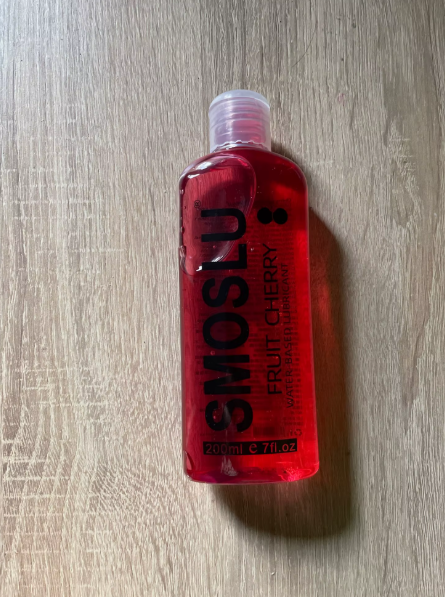 SMOSLU®
FRUIT CHERRY
WATER-BASED LUBRICANT
200ml e 7fl.oz